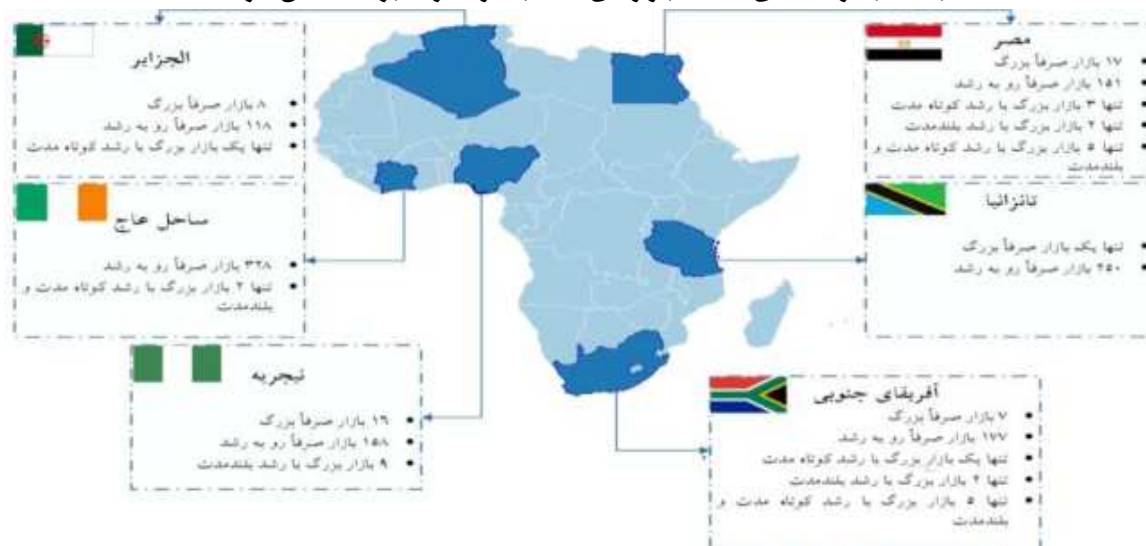 الجزایر
۸ بازار صرفاً بزرگ
۱۱۸ بازار صرفاً رو به رشد
تنها یک بازار بزرگ با رشد کوتاه مدت
مصر
۱۷ بازار صرفاً بزرگ
۱۵۱ بازار صرفاً رو به رشد
تنها ۳ بازار بزرگ با رشد کوتاه مدت
تنها ۲ بازار بزرگ با رشد بلندمدت
تنها ۵ بازار بزرگ با رشد کوتاه مدت و
بلندمدت
ساحل عاج
۳۲۸ بازار صرفاً رو به رشد
تنها ۲ بازار بزرگ با رشد کوتاه مدت و
بلندمدت
تانزانیا
تنها یک بازار صرفاً بزرگ
۲۵۰ بازار صرفاً رو به رشد
نیجریه
۱۶ بازار صرفاً بزرگ
۱۵۸ بازار صرفاً رو به رشد
۹ بازار بزرگ با رشد بلندمدت
آفریقای جنوبی
۷ بازار صرفاً بزرگ
۱۷۷ بازار صرفاً رو به رشد
تنها یک بازار بزرگ با رشد کوتاه مدت
تنها ۲ بازار بزرگ با رشد بلندمدت
تنها ۵ بازار بزرگ با رشد کوتاه مدت و
بلندمدت